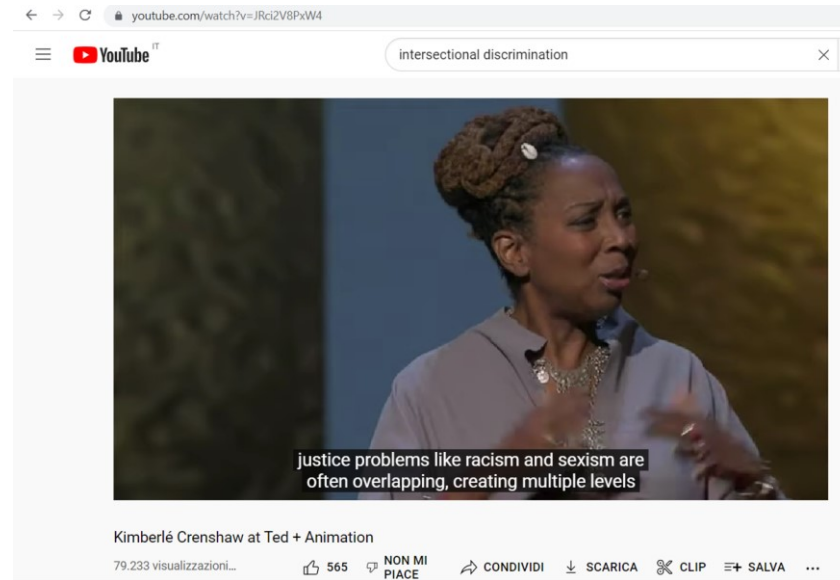 youtube.com/watch?v=JRci2V8PxW4
YouTube IT
intersectional discrimination
justice problems like racism and sexism are
often overlapping, creating multiple levels
Kimberlé Crenshaw at Ted + Animation
79.233 visualizzazioni... 565 NON MI PIACE CONDIVIDI SCARICA CLIP SALVA ...